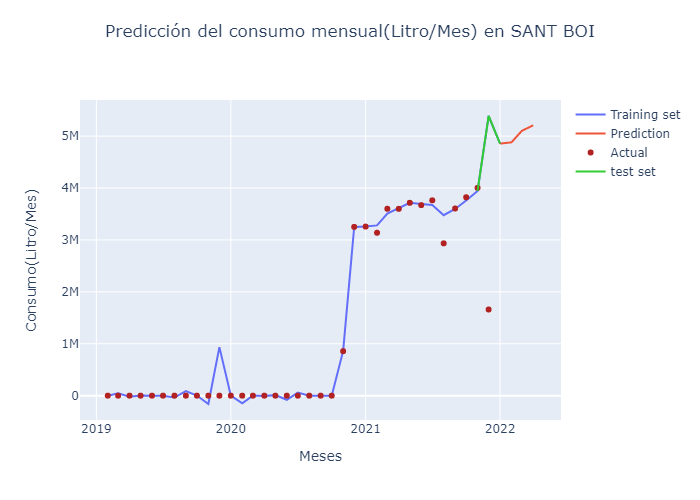 Predicción del consumo mensual(Litro/Mes) en SANT BOI
Training set
Prediction
Actual
test set
Consumo(Litro/Mes)
5M
4M
3M
2M
1M
0
2019
2020
2021
2022
Meses